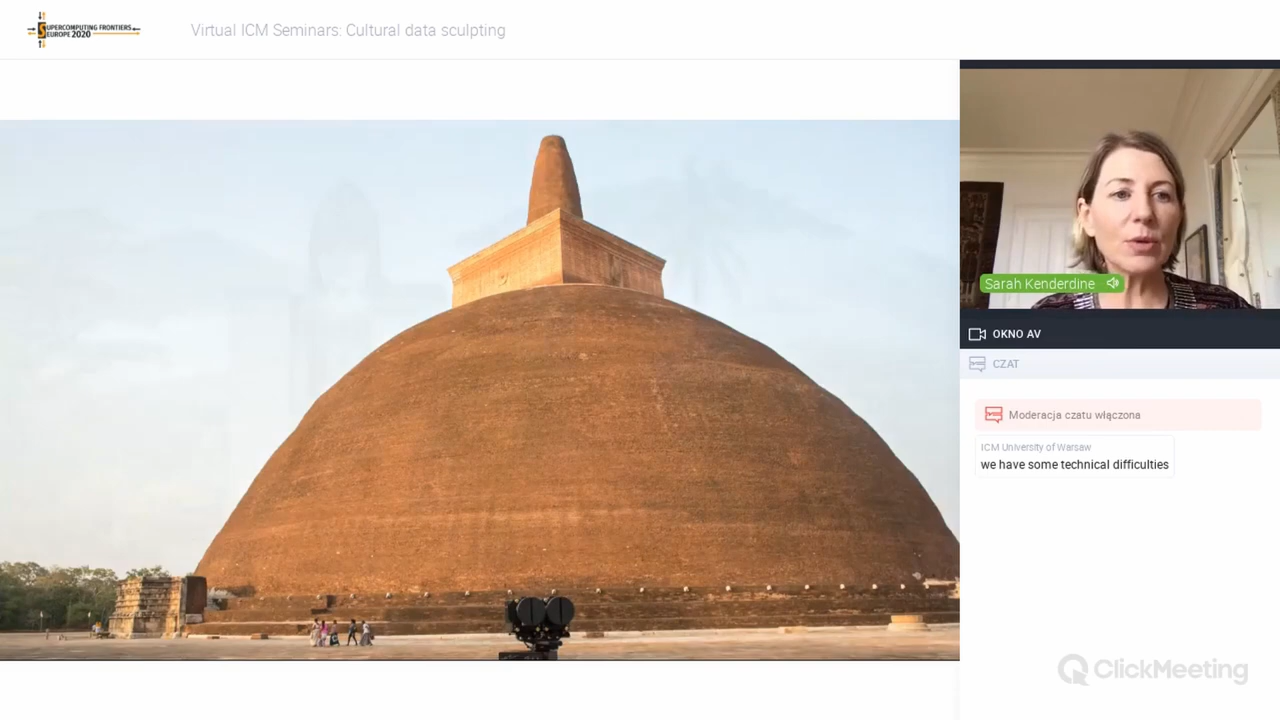 SUPERCOMPUTING FRONTIERS
EUROPE 2020
Virtual ICM Seminars: Cultural data sculpting
Sarah Kenderdine
OKNO AV
CZAT
Moderacja czatu włączona
ICM University of Warsaw
we have some technical difficulties
ClickMeeting